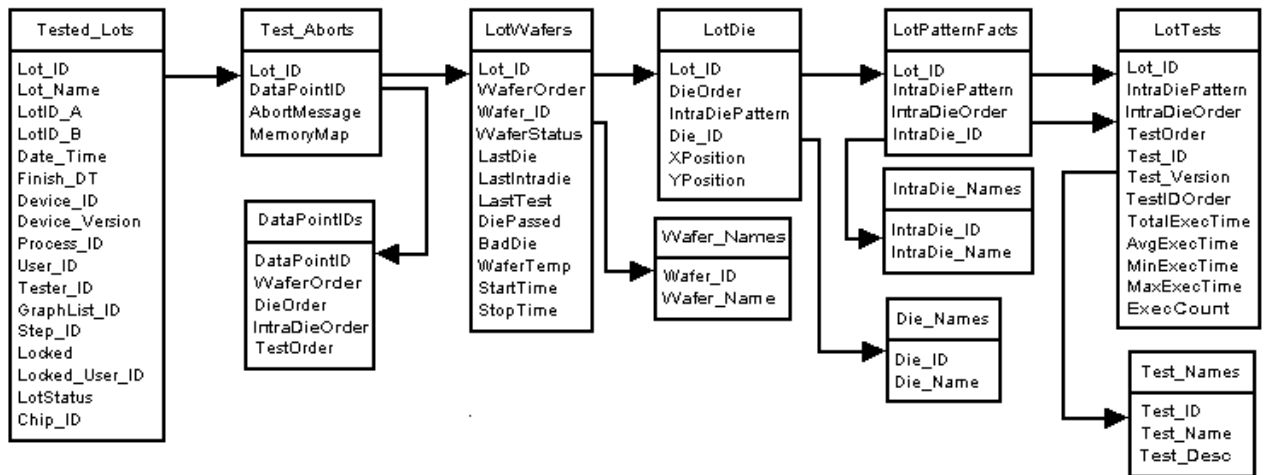 Tested_Lots
Lot_ID
Lot_Name
LotID_A
LotID_B
Date_Time
Finish_DT
Device_ID
Device_Version
Process_ID
User_ID
Tester_ID
GraphList_ID
Step_ID
Locked
Locked_User_ID
LotStatus
Chip_ID
Test_Aborts
Lot_ID
DataPointID
AbortMessage
MemoryMap
DataPointIDs
DataPointID
WaferOrder
DieOrder
IntraDieOrder
TestOrder
LotWafers
Lot_ID
WaferOrder
Wafer_ID
WaferStatus
LastDie
LastIntradie
LastTest
DiePassed
BadDie
WaferTemp
StartTime
StopTime
LotDie
Lot_ID
DieOrder
IntraDiePattern
Die_ID
XPosition
YPosition
Wafer_Names
Wafer_ID
Wafer_Name
LotPatternFacts
Lot_ID
IntraDiePattern
IntraDieOrder
IntraDie_ID
IntraDie_Names
IntraDie_ID
IntraDie_Name
Die_Names
Die_ID
Die_Name
LotTests
Lot_ID
IntraDiePattern
IntraDieOrder
TestOrder
Test_ID
Test_Version
TestIDOrder
TotalExecTime
AvgExecTime
MinExecTime
MaxExecTime
ExecCount
Test_Names
Test_ID
Test_Name
Test_Desc